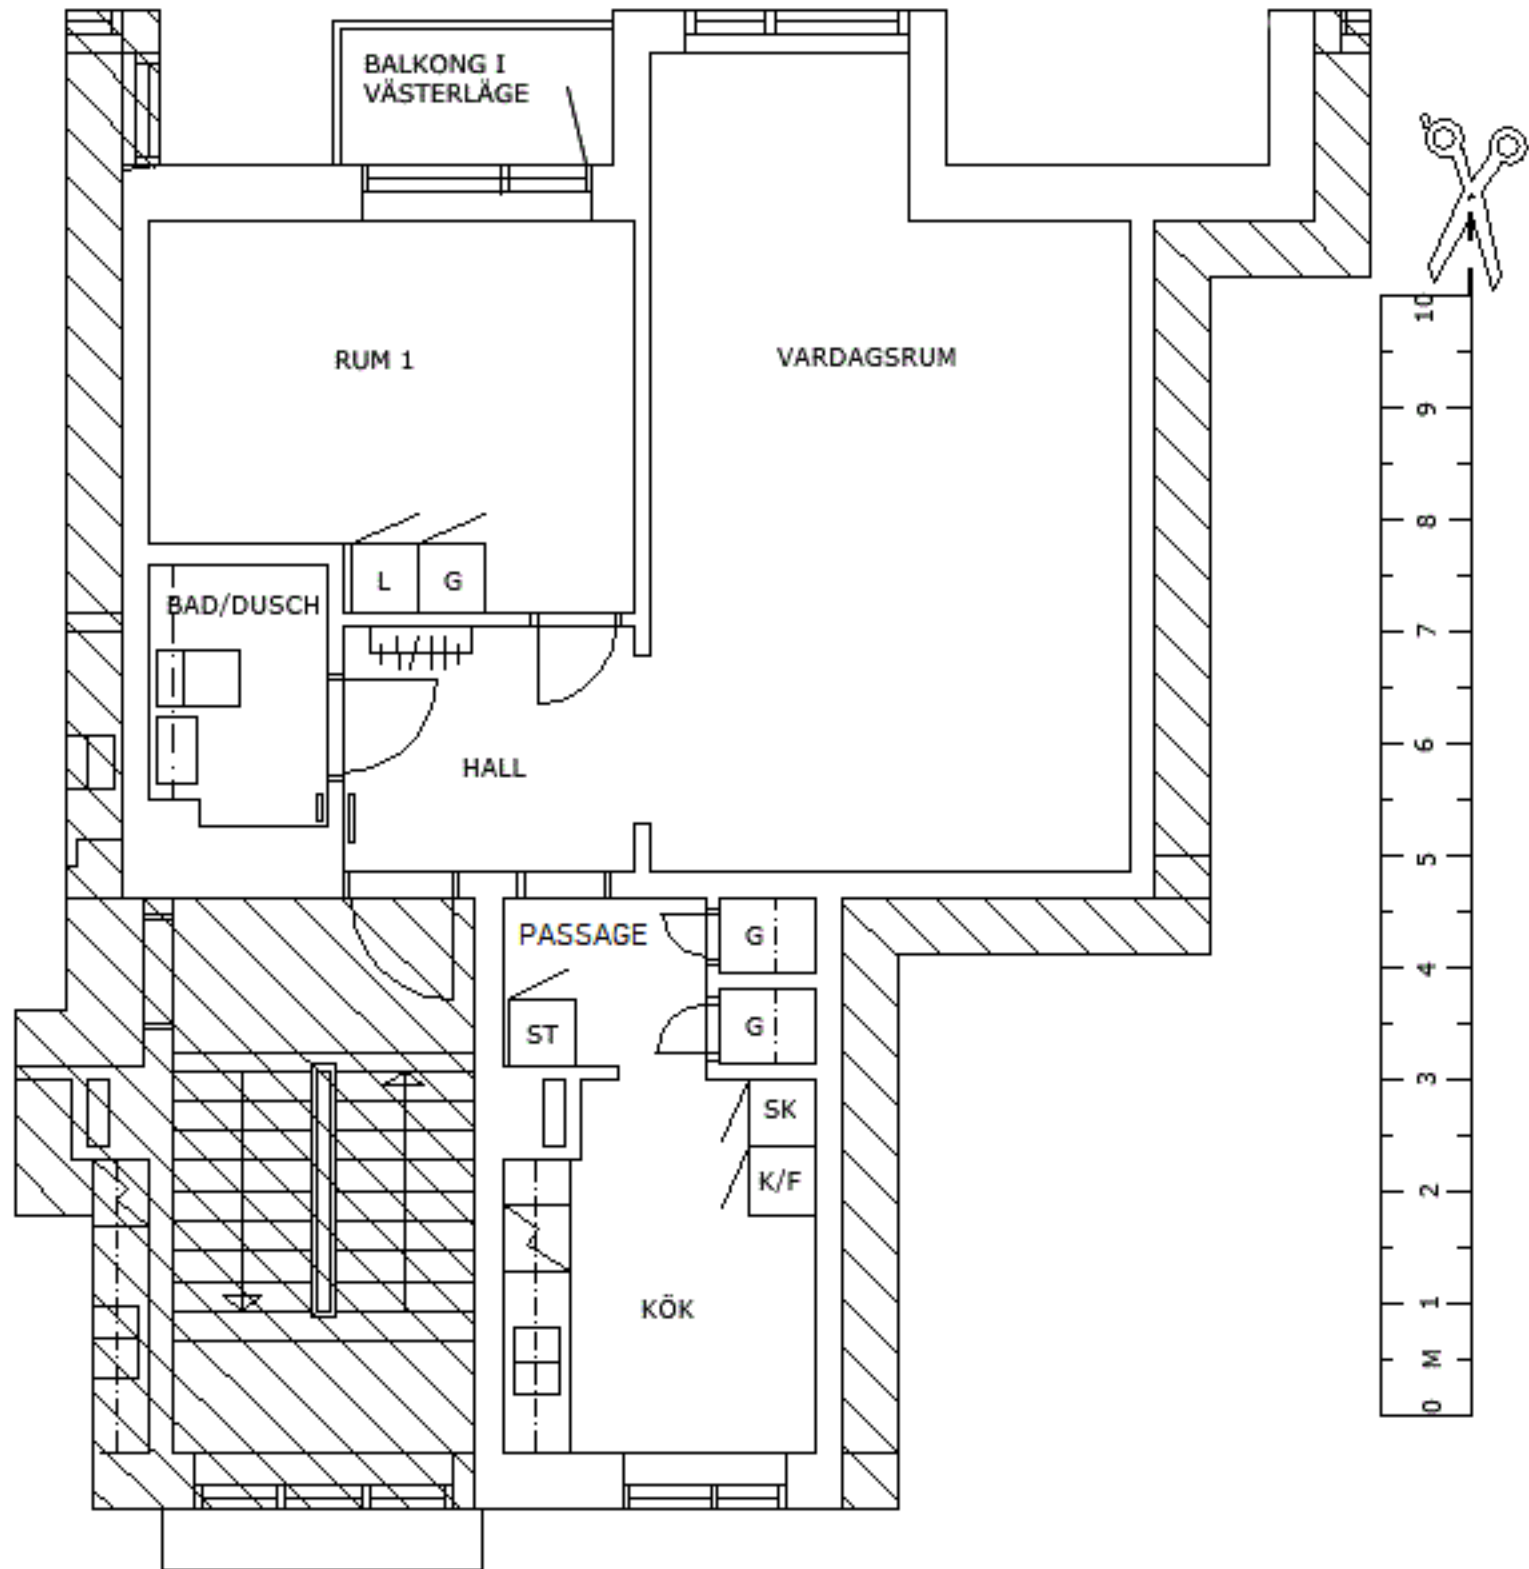 BALKONG I
VÄSTERLÄGE
RUM 1
VARDAGSRUM
L
G
BAD/DUSCH
HALL
PASSAGE
G
G
ST
SK
K/F
KÖK
10
9
8
7
6
5
4
3
2
1
M
0